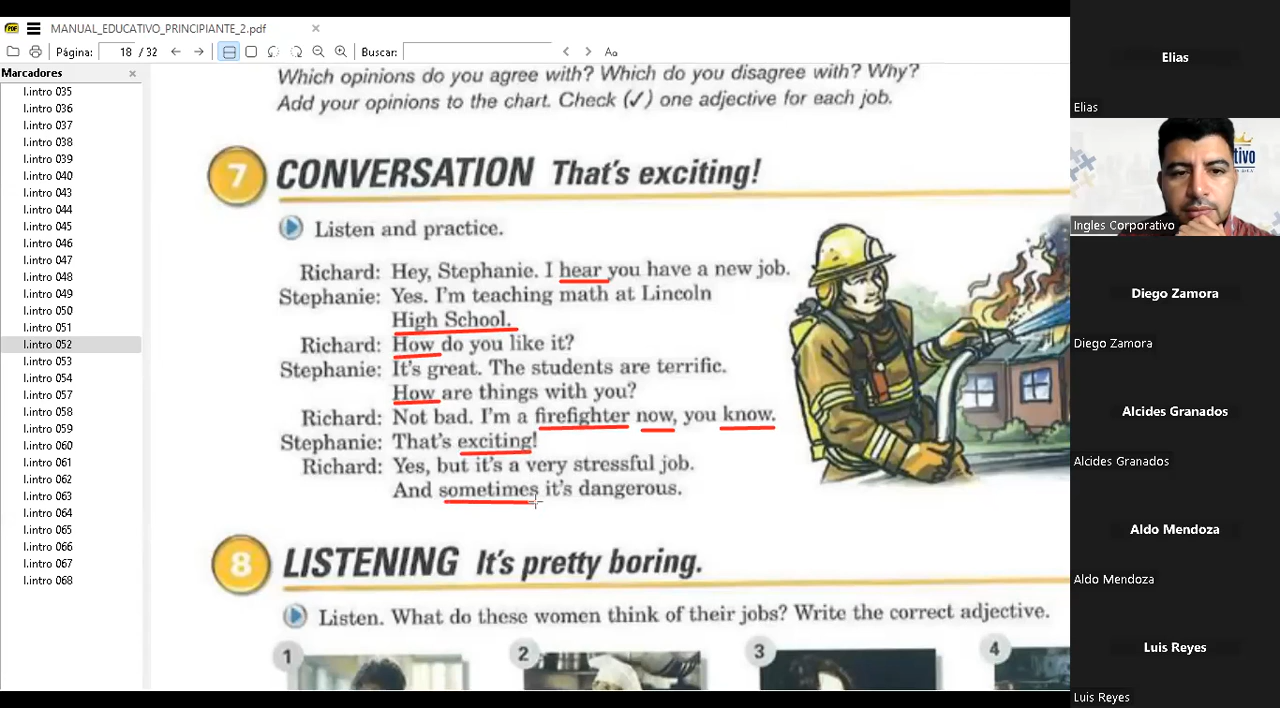 MANUAL_EDUCATIVO_PRINCIPIANTE_2.pdf
Página: 18 / 32 Buscar:
Marcadores
I.intro 035
I.intro 036
I.intro 037
I.intro 038
I.intro 039
I.intro 040
I.intro 043
I.intro 044
I.intro 045
I.intro 046
I.intro 047
I.intro 048
I.intro 049
I.intro 050
I.intro 051
I.intro 052
I.intro 053
I.intro 054
I.intro 057
I.intro 058
I.intro 059
I.intro 060
I.intro 061
I.intro 062
I.intro 063
I.intro 064
I.intro 065
I.intro 066
I.intro 067
I.intro 068
Which opinions do you agree with? Which do you disagree with? Why?
Add your opinions to the chart. Check (✓) one adjective for each job.
7 CONVERSATION That's exciting!
Listen and practice.
Richard: Hey, Stephanie. I hear you have a new job.
Stephanie: Yes. I'm teaching math at Lincoln
High School.
Richard: How do you like it?
Stephanie: It's great. The students are terrific.
How are things with you?
Richard: Not bad. I'm a firefighter now, you know.
Stephanie: That's exciting!
Richard: Yes, but it's a very stressful job.
And sometimes it's dangerous.
8 LISTENING It's pretty boring.
Listen. What do these women think of their jobs? Write the correct adjective.
1 2 3 4
Elias
Elias
Ingles Corporativo
Diego Zamora
Diego Zamora
Alcides Granados
Alcides Granados
Aldo Mendoza
Aldo Mendoza
Luis Reyes
Luis Reyes